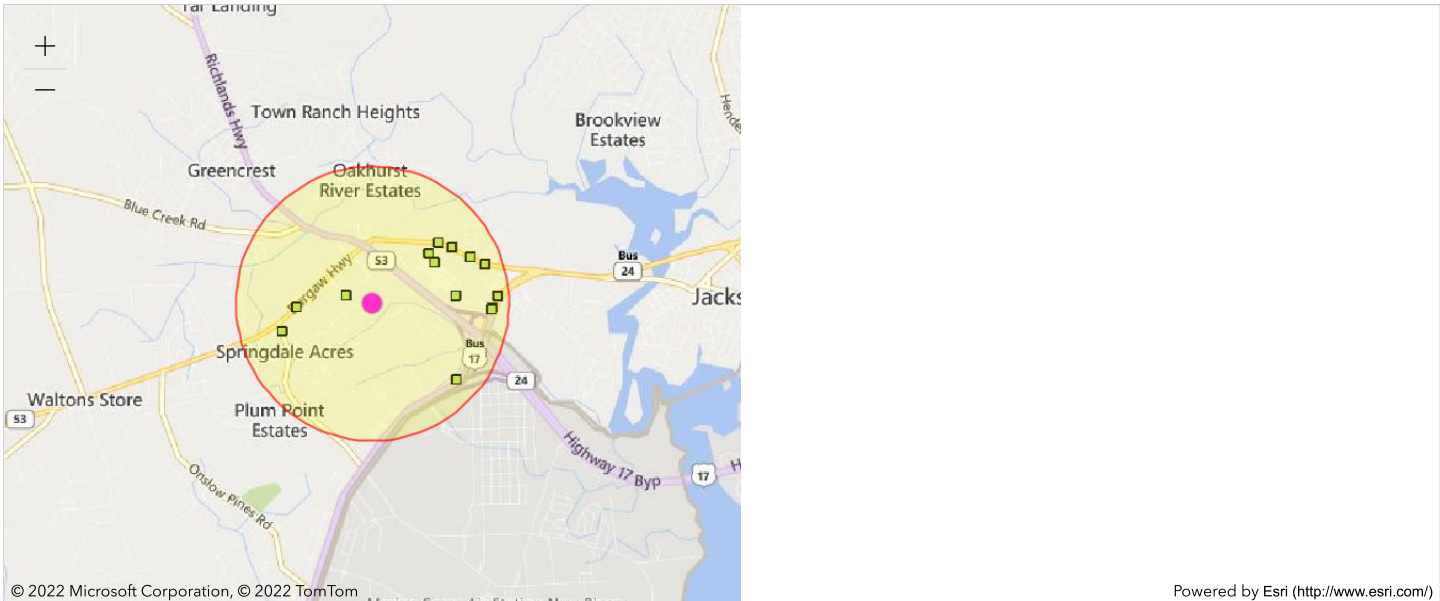 Tar Landing
+
−
Richlands Hwy
Town Ranch Heights
Brookview
Estates
Greencrest
Oakhurst
River Estates
Blue Creek Rd
53
Bus
24
Jacks
Springdale Acres
Bus
17
24
Waltons Store
53
Plum Point
Estates
Highway 17 Byp
17
H
Onslow Pines Rd
© 2022 Microsoft Corporation, © 2022 TomTom
Powered by Esri (http://www.esri.com/)